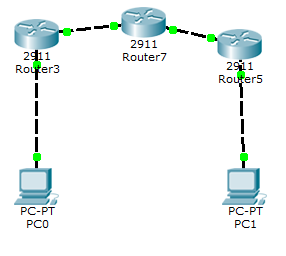 2911
Router7
2911
Router3
2911
Router5
PC-PT
PC0
PC-PT
PC1